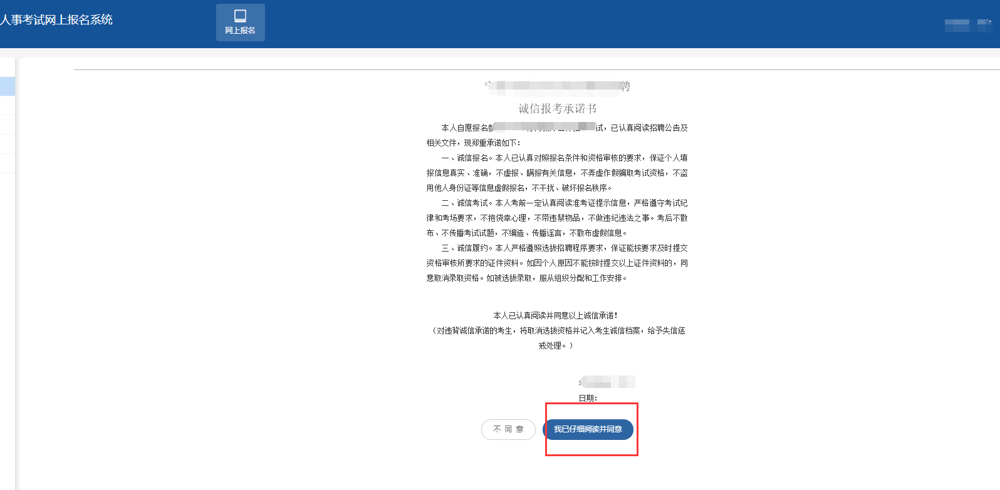 人事考试网上报名系统
网上报名
聘
诚信报考承诺书
本人自愿报名参 试，已认真阅读招聘公告及
相关文件，现郑重承诺如下：
一、诚信报名。本人已认真对照报名条件和资格审核的要求，保证个人填
报信息真实、准确，不虚报、瞒报有关信息，不弄虚作假骗取考试资格，不盗
用他人身份证等信息虚假报名，不干扰、破坏报名秩序。
二、诚信考试。本人考前一定认真阅读准考证提示信息，严格遵守考试纪
律和考场要求，不抱侥幸心理，不带违禁物品，不做违纪违法之事。考后不散
布、不传播考试试题，不编造、传播谣言，不散布虚假信息。
三、诚信履约。本人严格遵照选拔招聘程序要求，保证能按要求及时提交
资格审核所要求的证件资料。如因个人原因不能按时提交以上证件资料的，同
意取消录取资格。如被选拔录取，服从组织分配和工作安排。
本人已认真阅读并同意以上诚信承诺！
（对违背诚信承诺的考生，将取消选拔资格并记入考生诚信档案，给予失信惩
戒处理。）
日期：
不 同 意
我已仔细阅读并同意